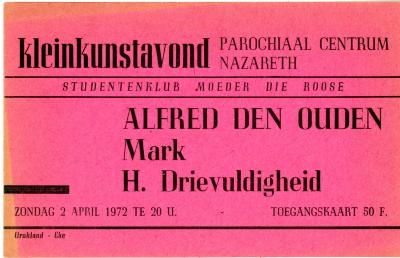 kleinkunstavond PAROCHIAAL CENTRUM
NAZARETH
STUDENTENKLUB MOEDER DIE ROOSE
ALFRED DEN OUDEN
Mark
H. Drievuldigheid
ZONDAG 2 APRIL 1972 TE 20 U. TOEGANGSKAART 50 F.
Drukland - Eke